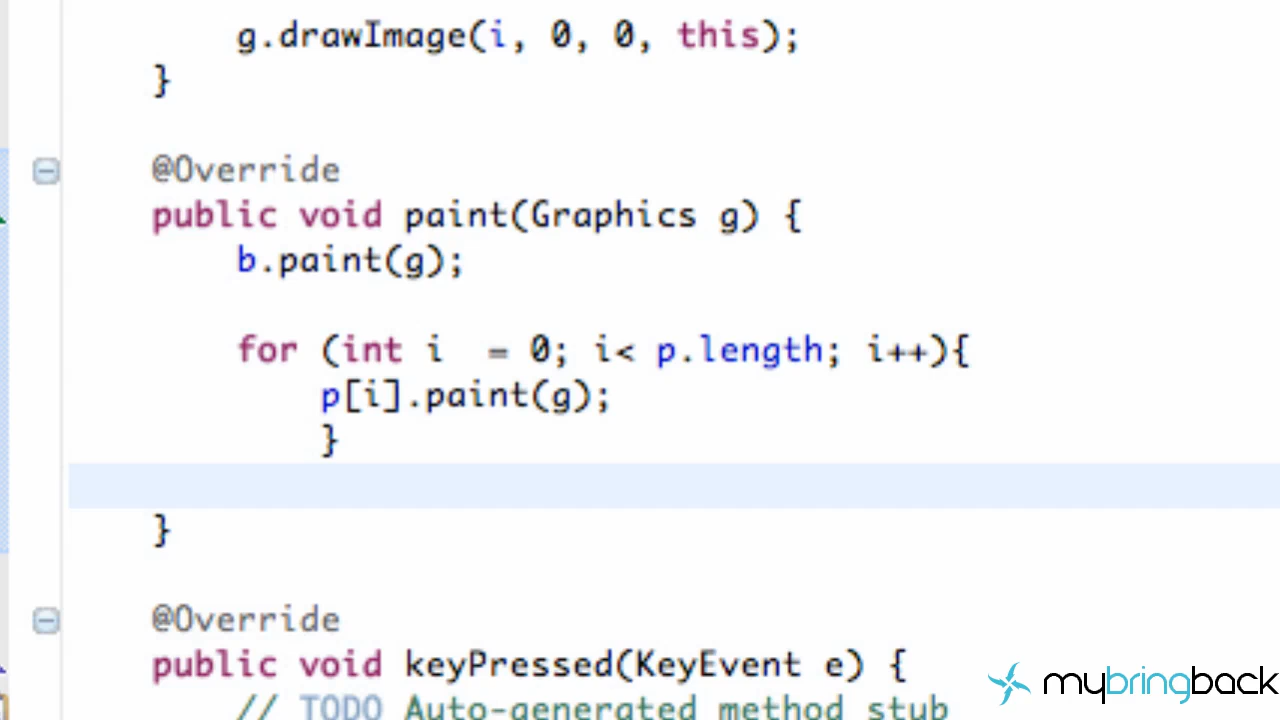 g.drawImage(i, 0, 0, this);
}
@Override
public void paint(Graphics g) {
b.paint(g);
for (int i  = 0; i< p.length; i++){
p[i].paint(g);
}
}
@Override
public void keyPressed(KeyEvent e) {
// TODO Auto-generated method stub
mybringback